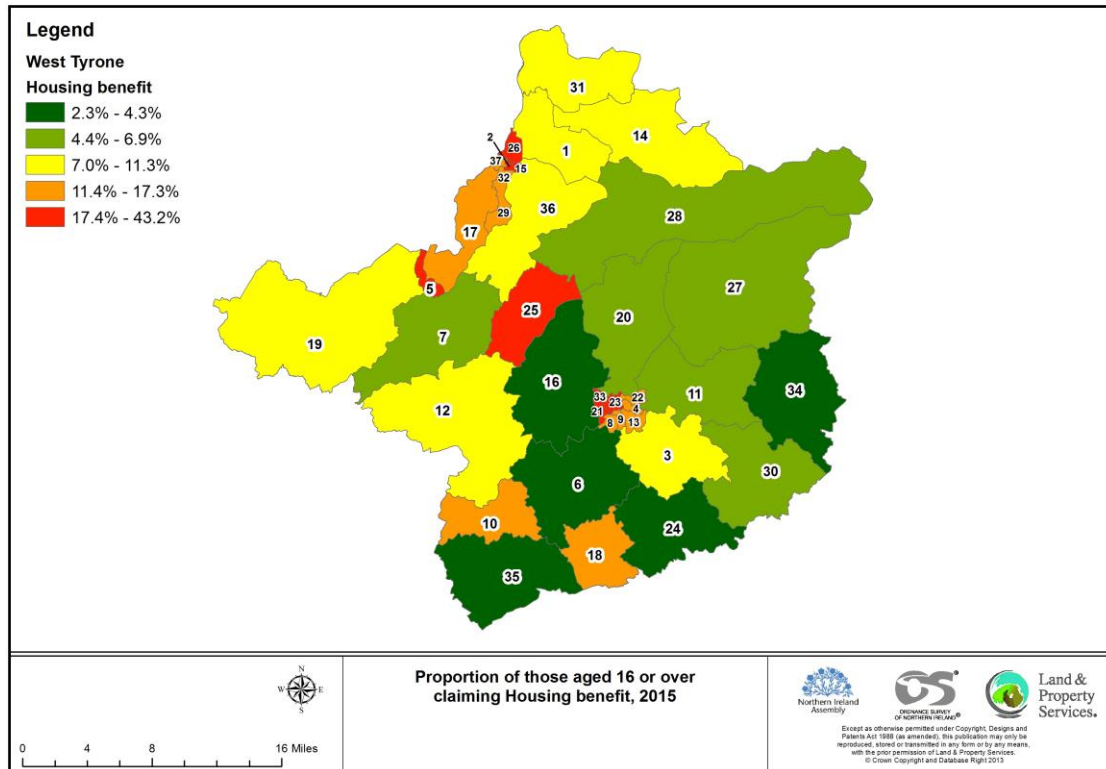 Legend
West Tyrone
Housing benefit
2.3% - 4.3%
4.4% - 6.9%
7.0% - 11.3%
11.4% - 17.3%
17.4% - 43.2%
31
14
2
26
1
37
15
32
36
29
28
17
27
5
25
20
7
19
16
11
34
12
33
22
23
4
21
9
8
13
3
30
6
24
10
18
35
N
W E
S
0 4 8 16 Miles
Proportion of those aged 16 or over
claiming Housing benefit, 2015
Northern Ireland
Assembly
OS®
ORDNANCE SURVEY
OF NORTHERN IRELAND®
Land &
Property
Services.
Except as otherwise permitted under Copyright, Designs and
Patents Act 1988 (as amended), this publication may only be
reproduced, stored or transmitted in any form or by any means,
with the prior permission of Land & Property Services.
© Crown Copyright and Database Right 2013